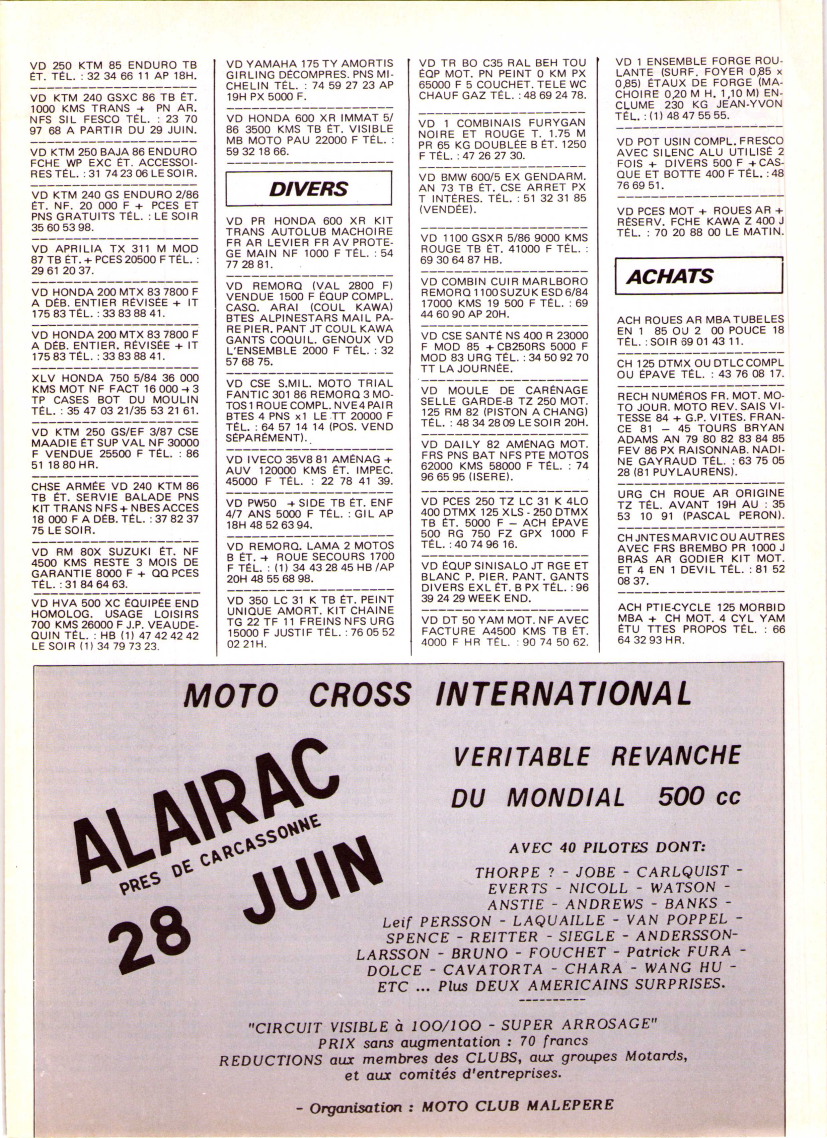 VD 250 KTM 85 ENDURO TB
ÉT. TÉL. : 32 34 66 11 AP 18H.
VD KTM 240 GSXC 86 TB ÉT.
1000 KMS TRANS + PN AR.
NFS SIL FESCO TÉL. : 23 70
97 68 A PARTIR DU 29 JUIN.
VD KTM 250 BAJA 86 ENDURO
FCHE WP EXC ÉT. ACCESSOI-
RES TÉL. : 31 74 23 06 LE SOIR.
VD KTM 240 GS ENDURO 2/86
ÉT. NF. 20 000 F + PCES ET
PNS GRATUITS TÉL. : LE SOIR
35 60 53 98.
VD APRILIA TX 311 M MOD
87 TB ÉT. + PCES 20500 F TÉL. :
29 61 20 37.
VD HONDA 200 MTX 83 7800 F
A DÉB. ENTIER RÉVISÉE + IT
175 83 TÉL. : 33 83 88 41.
VD HONDA 200 MTX 83 7800 F
A DÉB. ENTIER. RÉVISÉE + IT
175 83 TÉL. : 33 83 88 41.
XLV HONDA 750 5/84 36 000
KMS MOT NF FACT 16 000 + 3
TP CASES BOT DU MOULIN
TÉL. : 35 47 03 21/35 53 21 61.
VD KTM 250 GS/EF 3/87 CSE
MAADIE ÉT SUP VAL NF 30000
F VENDUE 25500 F TÉL. : 86
51 18 80 HR.
CHSE ARMÉE VD 240 KTM 86
TB ÉT. SERVIE BALADE PNS
KIT TRANS NFS + NBES ACCES
18 000 F A DÉB. TÉL. : 37 82 37
75 LE SOIR.
VD RM 80X SUZUKI ÉT. NF
4500 KMS RESTE 3 MOIS DE
GARANTIE 8000 F + QQ PCES
TÉL. : 31 84 64 63.
VD HVA 500 XC ÉQUIPÉE END
HOMOLOG. USAGE LOISIRS
700 KMS 26000 F J.P. VEAUDE-
QUIN TÉL. : HB (1) 47 42 42 42
LE SOIR (1) 34 79 73 23.
VD YAMAHA 175 TY AMORTIS
GIRLING DÉCOMPRES. PNS MI-
CHELIN TÉL. : 74 59 27 23 AP
19H PX 5000 F.
VD HONDA 600 XR IMMAT 5/
86 3500 KMS TB ÉT. VISIBLE
MB MOTO PAU 22000 F TÉL. :
59 32 18 66.
DIVERS
VD PR HONDA 600 XR KIT
TRANS AUTOLUB MACHOIRE
FR AR LEVIER FR AV PROTE-
GE MAIN NF 1000 F TÉL. : 54
77 28 81.
VD REMORQ (VAL 2800 F)
VENDUE 1500 F ÉQUP COMPL.
CASQ. ARAI (COUL KAWA)
BTES ALPINESTARS MAIL PA-
RE PIER. PANT JT COUL KAWA
GANTS COQUIL. GENOUX VD
L'ENSEMBLE 2000 F TÉL. : 32
57 68 75.
VD CSE S.MIL. MOTO TRIAL
FANTIC 301 86 REMORQ 3 MO-
TOS 1 ROUE COMPL. NVE 4 PAIR
BTES 4 PNS x1 LE TT 20000 F
TÉL. : 64 57 14 14 (POS. VEND
SÉPARÉMENT).
VD IVECO 35V8 81 AMÉNAG +
AUV 120000 KMS ÉT. IMPEC.
45000 F TÉL. : 22 78 41 39.
VD PW50 + SIDE TB ÉT. ENF
4/7 ANS 5000 F TÉL. : GIL AP
18H 48 52 63 94.
VD REMORQ. LAMA 2 MOTOS
B ÉT. + ROUE SECOURS 1700
F TÉL. : (1) 34 43 28 45 HB /AP
20H 48 55 68 98.
VD 350 LC 31 K TB ÉT. PEINT
UNIQUE AMORT. KIT CHAINE
TG 22 TF 11 FREINS NFS URG
15000 F JUSTIF TÉL. : 76 05 52
02 21H.
VD TR BO C35 RAL BEH TOU
ÉQP MOT. PN PEINT 0 KM PX
65000 F 5 COUCHET. TELE WC
CHAUF GAZ TÉL. : 48 69 24 78.
VD 1 COMBINAIS FURYGAN
NOIRE ET ROUGE T. 1.75 M
PR 65 KG DOUBLÉE B ÉT. 1250
F TÉL. : 47 26 27 30.
VD BMW 600/5 EX GENDARM.
AN 73 TB ÉT. CSE ARRET PX
T INTÉRES. TÉL. : 51 32 31 85
(VENDÉE).
VD 1100 GSXR 5/86 9000 KMS
ROUGE TB ÉT. 41000 F TÉL. :
69 30 64 87 HB.
VD COMBIN CUIR MARLBORO
REMORQ 1100 SUZUK ESD 6/84
17000 KMS 19 500 F TÉL. : 69
44 60 90 AP 20H.
VD CSE SANTÉ NS 400 R 23000
F MOD 85 + CB250RS 5000 F
MOD 83 URG TÉL. : 34 50 92 70
TT LA JOURNÉE.
VD MOULE DE CARÉNAGE
SELLE GARDE-B TZ 250 MOT.
125 RM 82 (PISTON A CHANG)
TÉL. : 48 34 28 09 LE SOIR 20H.
VD DAILY 82 AMÉNAG MOT.
FRS PNS BAT NFS PTE MOTOS
62000 KMS 58000 F TÉL. : 74
96 65 95 (ISERE).
VD PCES 250 TZ LC 31 K 4LO
400 DTMX 125 XLS - 250 DTMX
TB ÉT. 5000 F – ACH ÉPAVE
500 RG 750 FZ GPX 1000 F
TÉL. : 40 74 96 16.
VD ÉQUP SINISALO JT RGE ET
BLANC P. PIER. PANT. GANTS
DIVERS EXL ÉT. B PX TÉL. : 96
39 24 29 WEEK END.
VD DT 50 YAM MOT. NF AVEC
FACTURE A4500 KMS TB ÉT.
4000 F HR TÉL. : 90 74 50 62.
VD 1 ENSEMBLE FORGE ROU-
LANTE (SURF. FOYER 0,85 x
0,85) ÉTAUX DE FORGE (MA-
CHOIRE 0,20 M H. 1,10 M) EN-
CLUME 230 KG JEAN-YVON
TÉL. : (1) 48 47 55 55.
VD POT USIN COMPL. FRESCO
AVEC SILENC ALU UTILISÉ 2
FOIS + DIVERS 500 F + CAS-
QUE ET BOTTE 400 F TÉL. : 48
76 69 51.
VD PCES MOT + ROUES AR +
RÉSERV. FCHE KAWA Z 400 J
TÉL. : 70 20 88 00 LE MATIN.
ACHATS
ACH ROUES AR MBA TUBELES
EN 1 85 OU 2 00 POUCE 18
TÉL. : SOIR 69 01 43 11.
CH 125 DTMX OU DTLC COMPL
OU ÉPAVE TÉL. : 43 76 08 17.
RECH NUMÉROS FR. MOT. MO-
TO JOUR. MOTO REV. SAIS VI-
TESSE 84 + G.P. VITES. FRAN-
CE 81 – 45 TOURS BRYAN
ADAMS AN 79 80 82 83 84 85
FEV 86 PX RAISONNAB. NADI-
NE GAYRAUD TÉL. : 63 75 05
28 (81 PUYLAURENS).
URG CH ROUE AR ORIGINE
TZ TÉL. AVANT 19H AU : 35
53 10 91 (PASCAL PERON).
CH JNTES MARVIC OU AUTRES
AVEC FRS BREMBO PR 1000 J
BRAS AR GODIER KIT MOT.
ET 4 EN 1 DEVIL TÉL. : 81 52
08 37.
ACH PTIE-CYCLE 125 MORBID
MBA + CH MOT. 4 CYL YAM
ÉTU TTES PROPOS TÉL. : 66
64 32 93 HR.
MOTO CROSS INTERNATIONAL
ALAIRAC
PRES DE CARCASSONNE
28 JUIN
VERITABLE REVANCHE
DU MONDIAL 500 cc
AVEC 40 PILOTES DONT:
THORPE ? - JOBE - CARLQUIST -
EVERTS - NICOLL - WATSON -
ANSTIE - ANDREWS - BANKS -
Leif PERSSON - LAQUAILLE - VAN POPPEL -
SPENCE - REITTER - SIEGLE - ANDERSSON-
LARSSON - BRUNO - FOUCHET - Patrick FURA -
DOLCE - CAVATORTA - CHARA - WANG HU -
ETC ... Plus DEUX AMERICAINS SURPRISES.
"CIRCUIT VISIBLE à 100/100 - SUPER ARROSAGE"
PRIX sans augmentation : 70 francs
REDUCTIONS aux membres des CLUBS, aux groupes Motards,
et aux comités d'entreprises.
- Organisation : MOTO CLUB MALEPERE